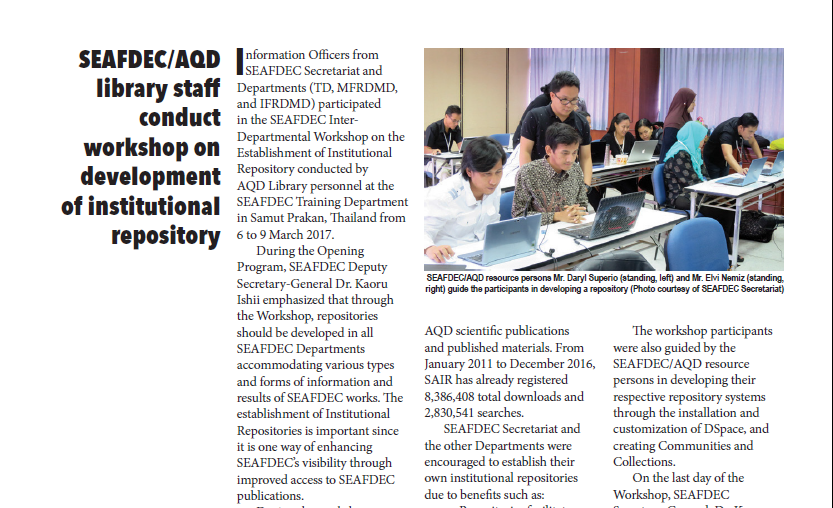 SEAFDEC/AQD
library staff
conduct
workshop on
development
of institutional
repository
Information Officers from
SEAFDEC Secretariat and
Departments (TD, MFRDMD,
and IFRDMD) participated
in the SEAFDEC Inter-
Departmental Workshop on the
Establishment of Institutional
Repository conducted by
AQD Library personnel at the
SEAFDEC Training Department
in Samut Prakan, Thailand from
6 to 9 March 2017.
During the Opening
Program, SEAFDEC Deputy
Secretary-General Dr. Kaoru
Ishii emphasized that through
the Workshop, repositories
should be developed in all
SEAFDEC Departments
accommodating various types
and forms of information and
results of SEAFDEC works. The
establishment of Institutional
Repositories is important since
it is one way of enhancing
SEAFDEC's visibility through
improved access to SEAFDEC
publications.
SEAFDEC/AQD resource persons Mr. Daryl Superio (standing, left) and Mr. Elvi Nemiz (standing,
right) guide the participants in developing a repository (Photo courtesy of SEAFDEC Secretariat)
AQD scientific publications
and published materials. From
January 2011 to December 2016,
SAIR has already registered
8,386,408 total downloads and
2,830,541 searches.
SEAFDEC Secretariat and
the other Departments were
encouraged to establish their
own institutional repositories
due to benefits such as:
The workshop participants
were also guided by the
SEAFDEC/AQD resource
persons in developing their
respective repository systems
through the installation and
customization of DSpace, and
creating Communities and
Collections.
On the last day of the
Workshop, SEAFDEC